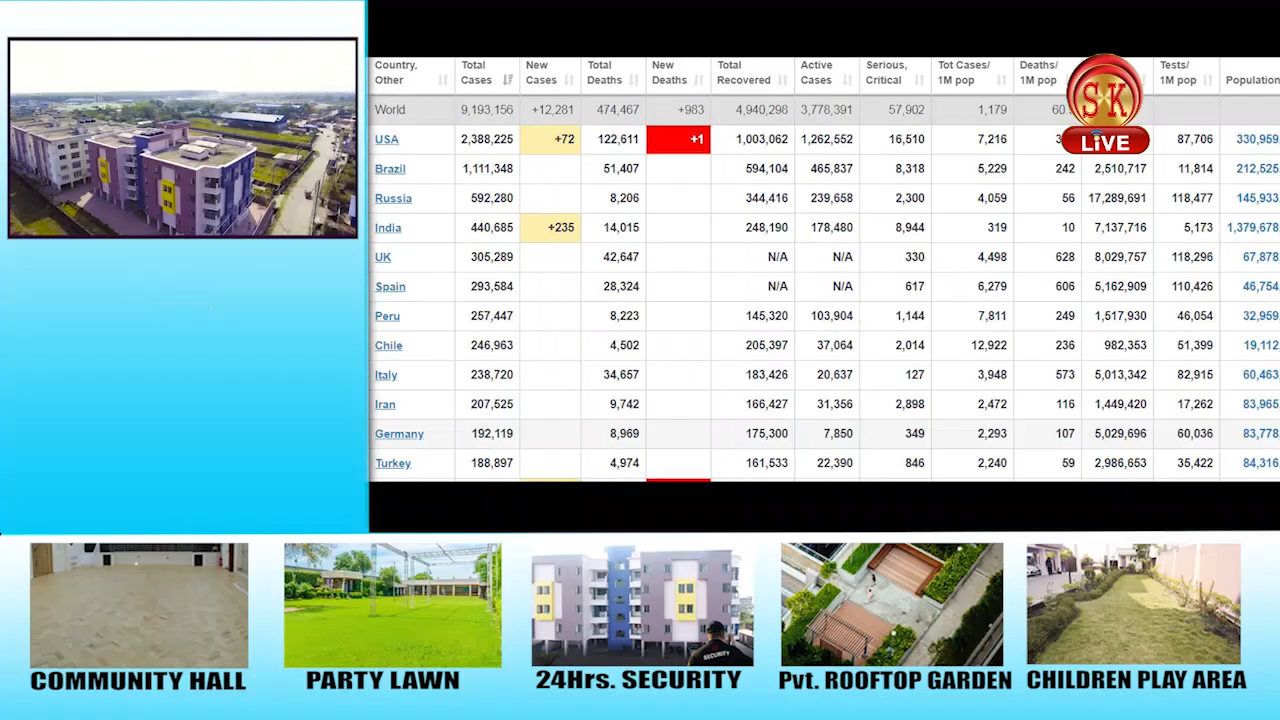 Country, Other Total Cases New Cases Total Deaths New Deaths Total Recovered Active Cases Serious, Critical Tot Cases/ 1M pop Deaths/ 1M pop Tests/ 1M pop Population
World 9,193,156 +12,281 474,467 +983 4,940,298 3,778,391 57,902 1,179 60.
USA 2,388,225 +72 122,611 +1 1,003,062 1,262,552 16,510 7,216 3 87,706 330,959
Brazil 1,111,348 51,407 594,104 465,837 8,318 5,229 242 2,510,717 11,814 212,525
Russia 592,280 8,206 344,416 239,658 2,300 4,059 56 17,289,691 118,477 145,933
India 440,685 +235 14,015 248,190 178,480 8,944 319 10 7,137,716 5,173 1,379,678
UK 305,289 42,647 N/A N/A 330 4,498 628 8,029,757 118,296 67,878
Spain 293,584 28,324 N/A N/A 617 6,279 606 5,162,909 110,426 46,754
Peru 257,447 8,223 145,320 103,904 1,144 7,811 249 1,517,930 46,054 32,959
Chile 246,963 4,502 205,397 37,064 2,014 12,922 236 982,353 51,399 19,112
Italy 238,720 34,657 183,426 20,637 127 3,948 573 5,013,342 82,915 60,463
Iran 207,525 9,742 166,427 31,356 2,898 2,472 116 1,449,420 17,262 83,965
Germany 192,119 8,969 175,300 7,850 349 2,293 107 5,029,696 60,036 83,778
Turkey 188,897 4,974 161,533 22,390 846 2,240 59 2,986,653 35,422 84,316
SK
LiVE
SECURITY
COMMUNITY HALL
PARTY LAWN
24Hrs. SECURITY
Pvt. ROOFTOP GARDEN
CHILDREN PLAY AREA